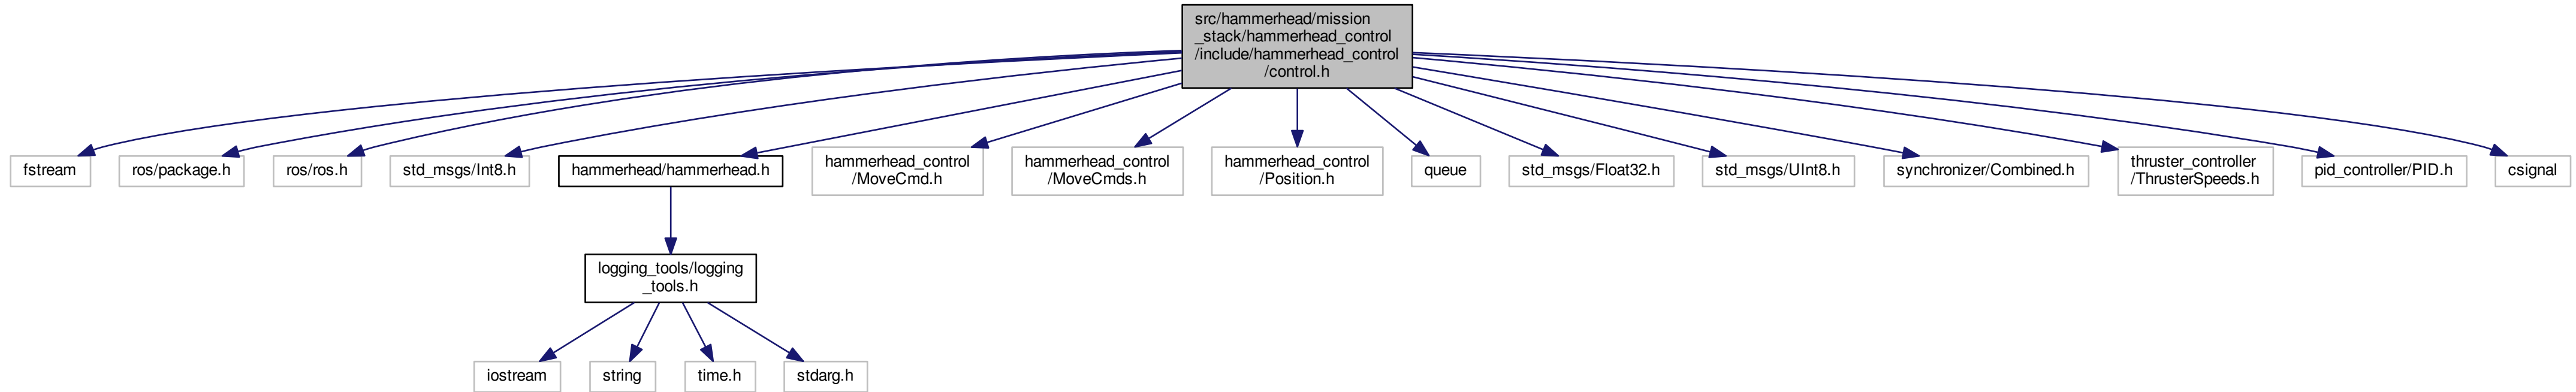 src/hammerhead/mission
_stack/hammerhead_control
/include/hammerhead_control
/control.h
fstream
ros/package.h
ros/ros.h
std_msgs/Int8.h
hammerhead/hammerhead.h
hammerhead_control
/MoveCmd.h
hammerhead_control
/MoveCmds.h
hammerhead_control
/Position.h
queue
std_msgs/Float32.h
std_msgs/UInt8.h
synchronizer/Combined.h
thruster_controller
/ThrusterSpeeds.h
pid_controller/PID.h
csignal
logging_tools/logging
_tools.h
iostream
string
time.h
stdarg.h